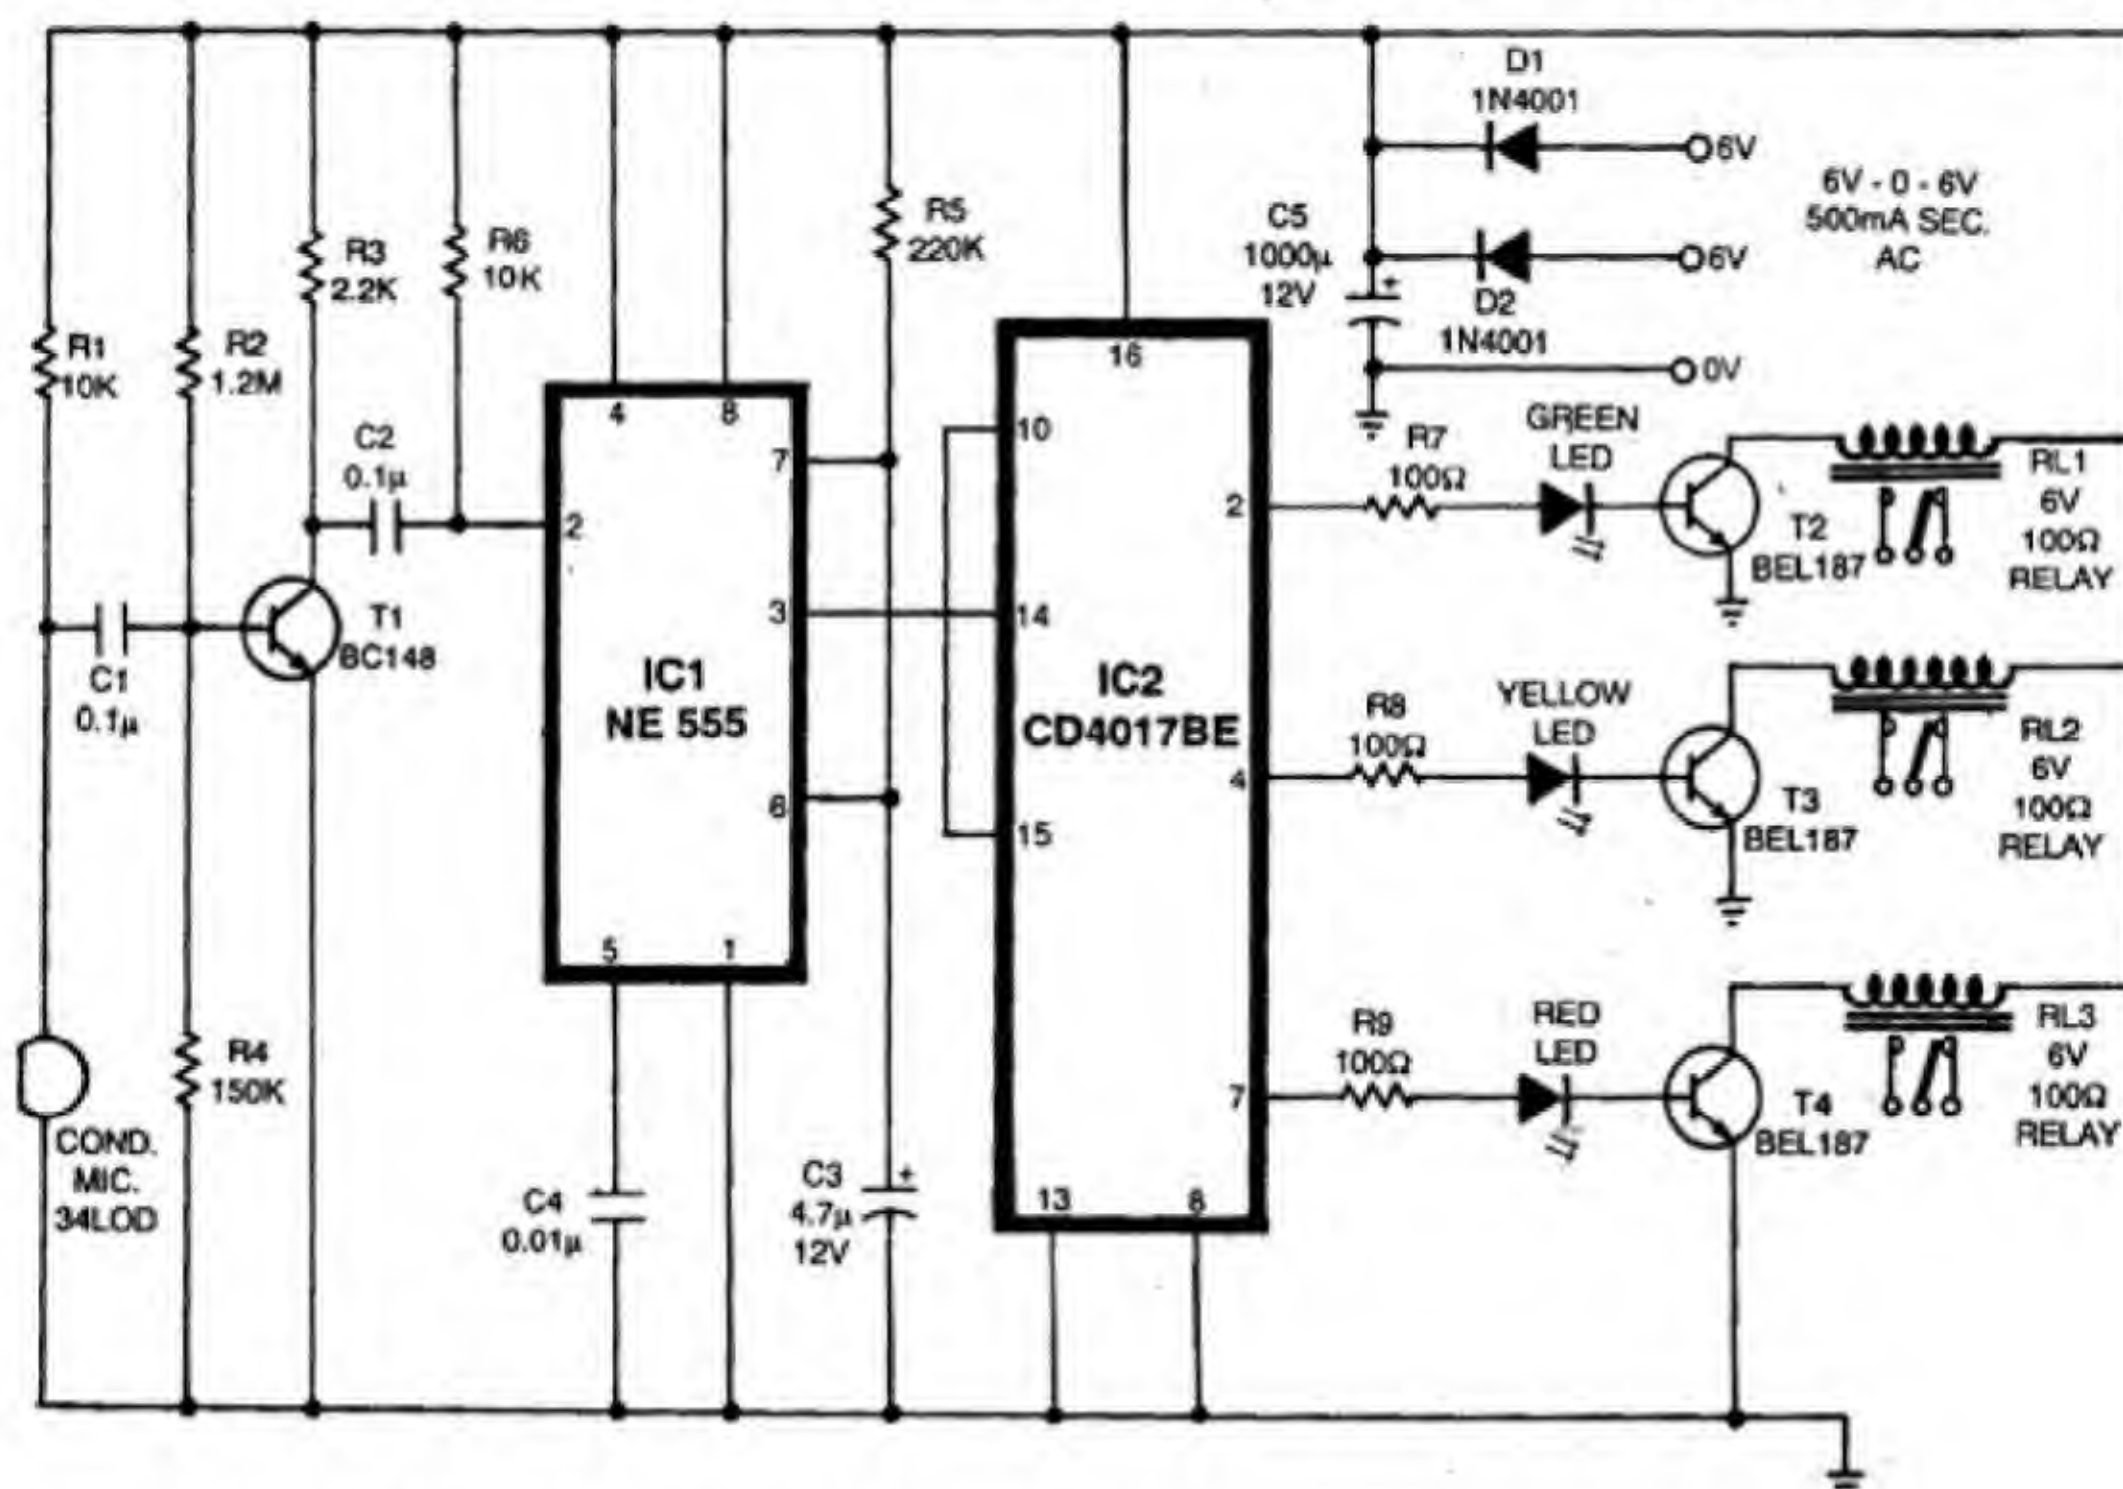 D1
1N4001
6V
6V - 0 - 6V
500mA SEC.
AC
C5
1000µ
12V
+
6V
D2
1N4001
0V
R5
220K
R3
2.2K
R6
10K
R1
10K
R2
1.2M
C2
0.1µ
C1
0.1µ
T1
BC148
R4
150K
COND.
MIC.
34LOD
4
8
7
2
3
IC1
NE 555
6
5
1
C4
0.01µ
C3
4.7µ
12V
+
16
10
2
14
IC2
CD4017BE
4
15
7
13
8
R7
100Ω
GREEN
LED
T2
BEL187
RL1
6V
100Ω
RELAY
R8
100Ω
YELLOW
LED
T3
BEL187
RL2
6V
100Ω
RELAY
R9
100Ω
RED
LED
T4
BEL187
RL3
6V
100Ω
RELAY